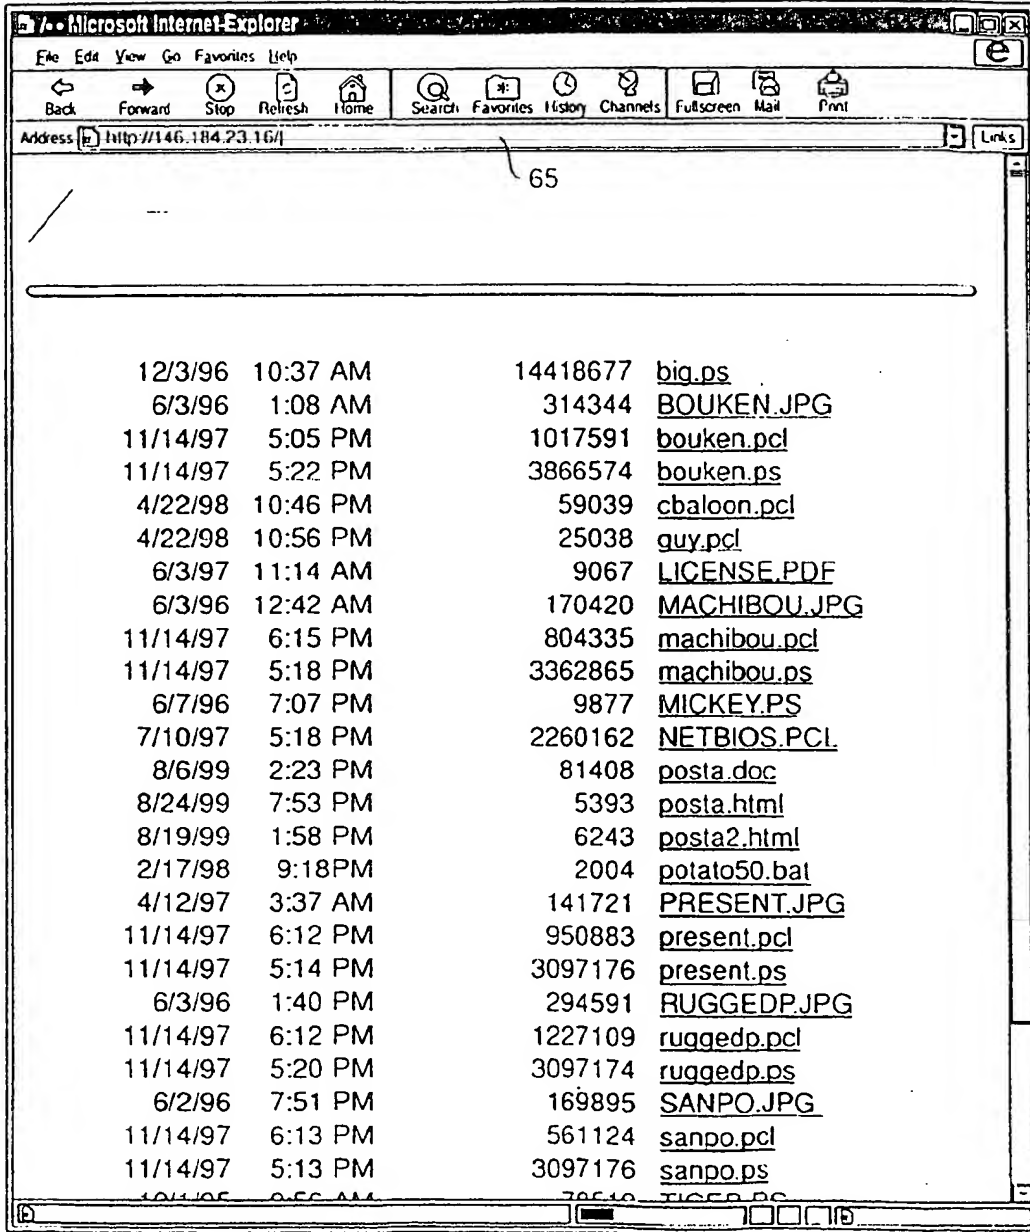 /-- Microsoft Internet-Explorer
File Edit View Go Favorites Help
Back Forward Stop Refresh Home Search Favorites History Channels Fullscreen Mail Print
Address http://146.184.23.16/ Links
65
/
12/3/96 10:37 AM 14418677 big.ps
6/3/96 1:08 AM 314344 BOUKEN.JPG
11/14/97 5:05 PM 1017591 bouken.pcl
11/14/97 5:22 PM 3866574 bouken.ps
4/22/98 10:46 PM 59039 cbaloon.pcl
4/22/98 10:56 PM 25038 guy.pcl
6/3/97 11:14 AM 9067 LICENSE.PDF
6/3/96 12:42 AM 170420 MACHIBOU.JPG
11/14/97 6:15 PM 804335 machibou.pcl
11/14/97 5:18 PM 3362865 machibou.ps
6/7/96 7:07 PM 9877 MICKEY.PS
7/10/97 5:18 PM 2260162 NETBIOS.PCL
8/6/99 2:23 PM 81408 posta.doc
8/24/99 7:53 PM 5393 posta.html
8/19/99 1:58 PM 6243 posta2.html
2/17/98 9:18PM 2004 potato50.bat
4/12/97 3:37 AM 141721 PRESENT.JPG
11/14/97 6:12 PM 950883 present.pcl
11/14/97 5:14 PM 3097176 present.ps
6/3/96 1:40 PM 294591 RUGGEDP.JPG
11/14/97 6:12 PM 1227109 ruggedp.pcl
11/14/97 5:20 PM 3097174 ruggedp.ps
6/2/96 7:51 PM 169895 SANPO.JPG
11/14/97 6:13 PM 561124 sanpo.pcl
11/14/97 5:13 PM 3097176 sanpo.ps
TIGER.PS